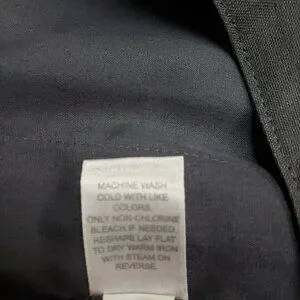 MACHINE WASH
COLD WITH LIKE
COLORS.
ONLY NON-CHLORINE
BLEACH IF NEEDED.
RESHAPE LAY FLAT
TO DRY WARM IRON
WITH STEAM ON
REVERSE.